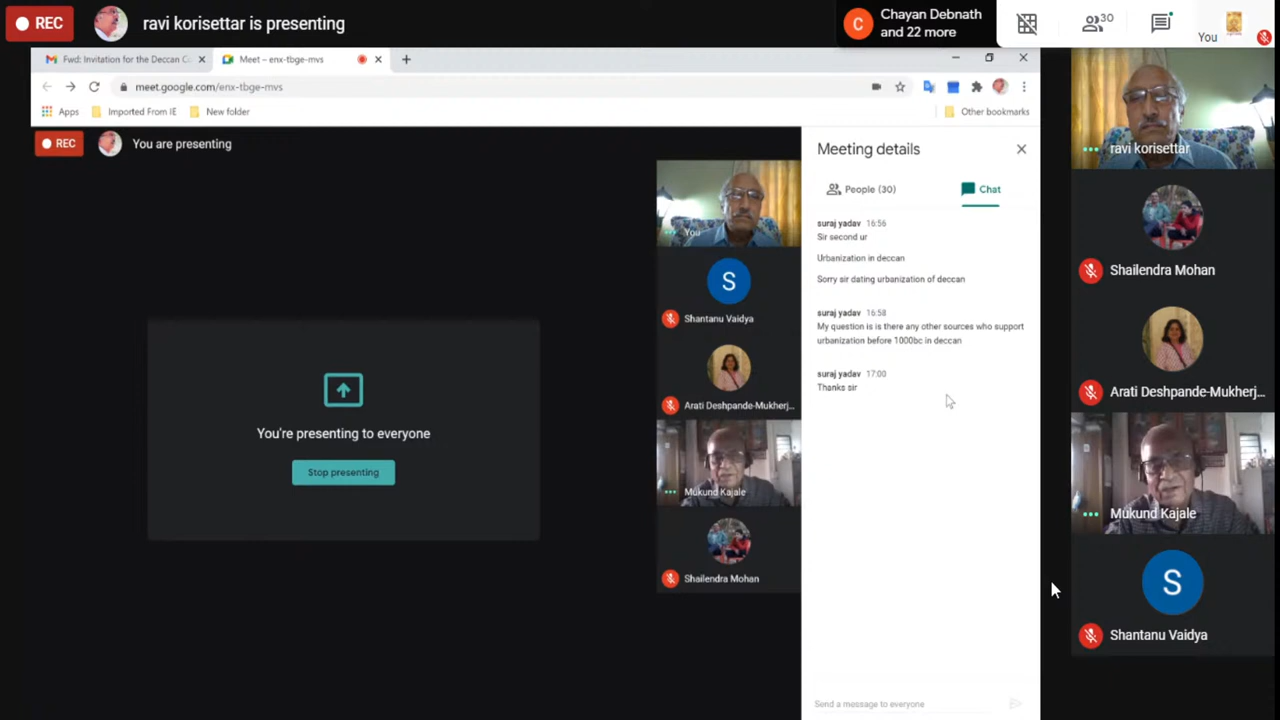 REC
ravi korisettar is presenting
C
Chayan Debnath
and 22 more
30
You
Fwd: Invitation for the Deccan C
Meet – enx-tbge-mvs
meet.google.com/enx-tbge-mvs
Apps
Imported From IE
New folder
Other bookmarks
REC
You are presenting
You're presenting to everyone
Stop presenting
You
S
Shantanu Vaidya
Arati Deshpande-Mukherj...
Mukund Kajale
Shailendra Mohan
Meeting details
People (30)
Chat
suraj yadav 16:56
Sir second ur
Urbanization in deccan
Sorry sir dating urbanization of deccan
suraj yadav 16:58
My question is is there any other sources who support
urbanization before 1000bc in deccan
suraj yadav 17:00
Thanks sir
Send a message to everyone
ravi korisettar
Shailendra Mohan
Arati Deshpande-Mukherj...
Mukund Kajale
S
Shantanu Vaidya